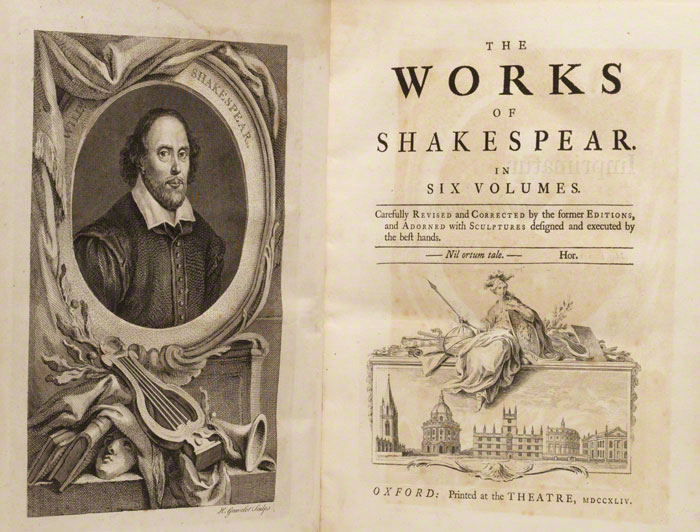 WILLM SHAKESPEAR.
H. Gravelot Sculps.
THE
WORKS
OF
SHAKESPEAR.
IN
SIX VOLUMES.
Carefully REVISED and CORRECTED by the former EDITIONS,
and ADORNED with SCULPTURES deſigned and executed by
the beſt hands.
—— Nil ortum tale. —— Hor.
OXFORD: Printed at the THEATRE, MDCCXLIV.
Imprimatur